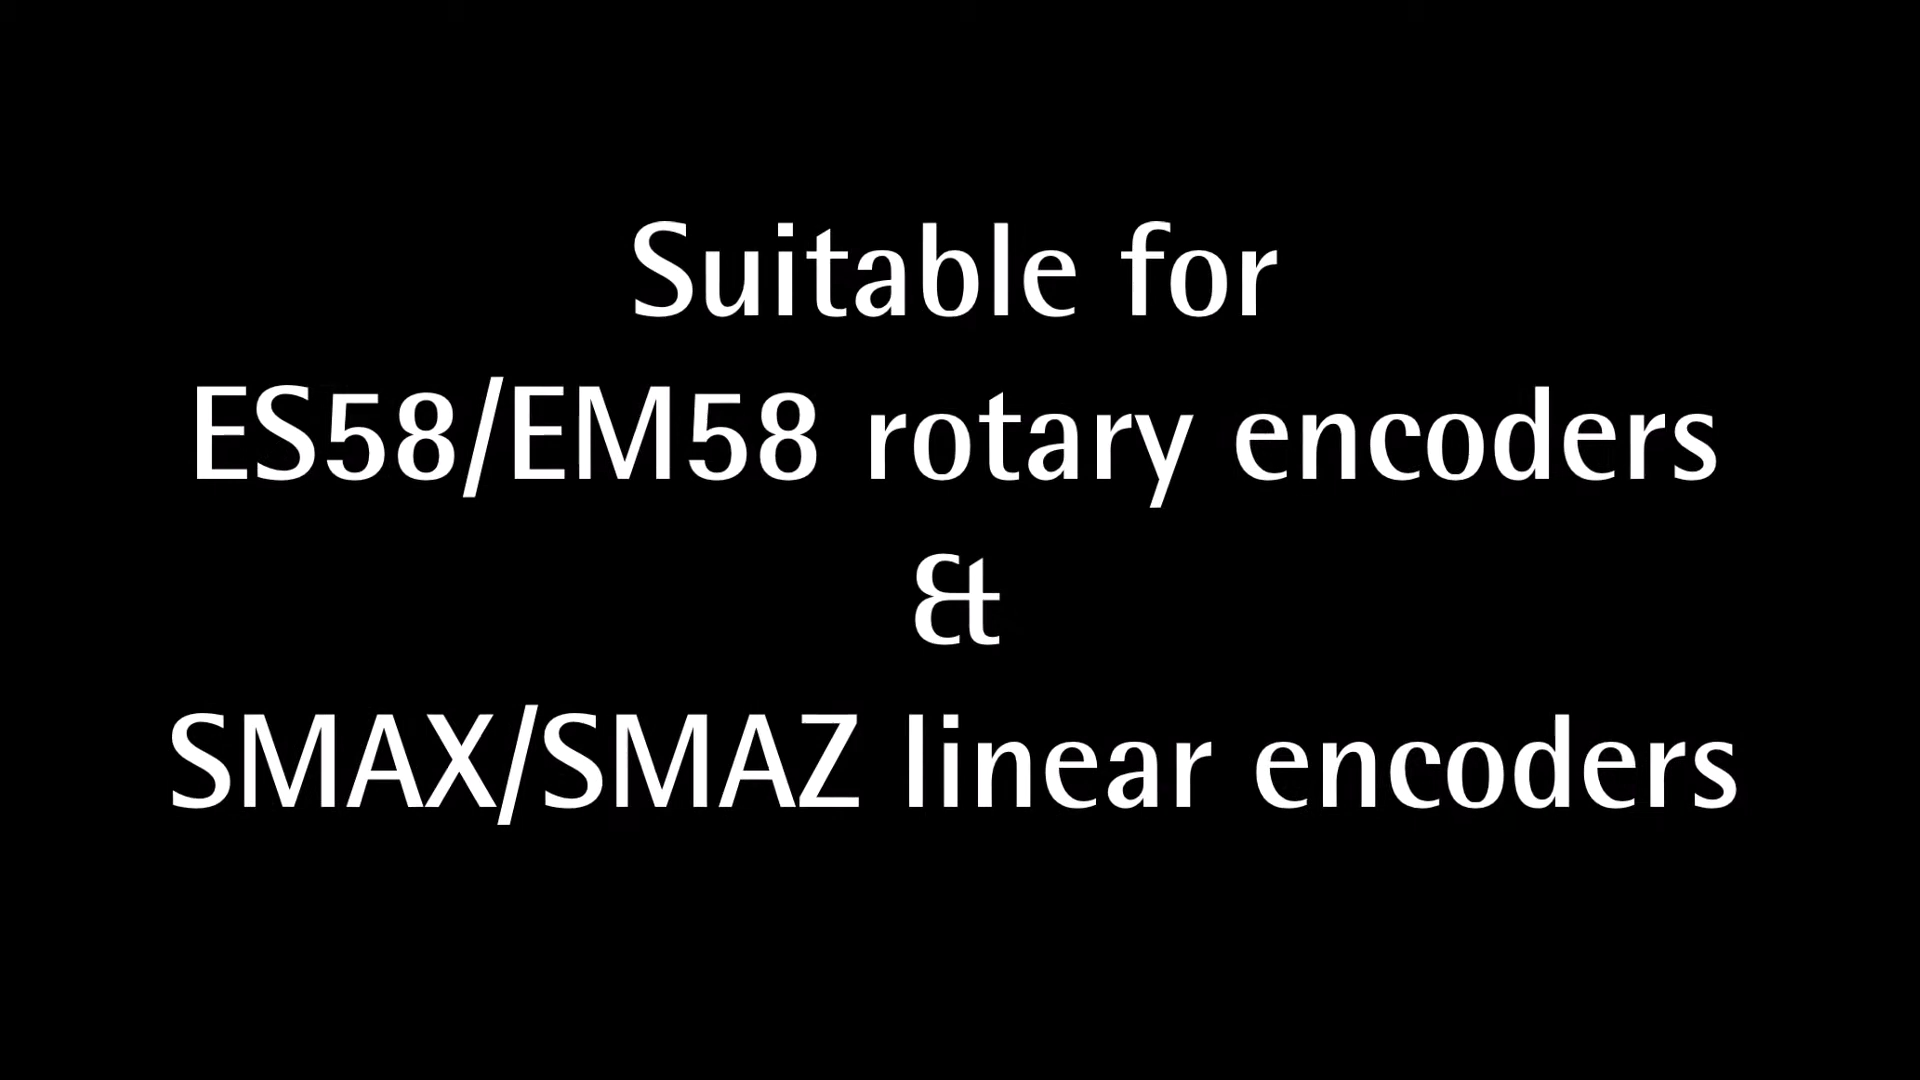 Suitable for
ES58/EM58 rotary encoders
&
SMAX/SMAZ linear encoders